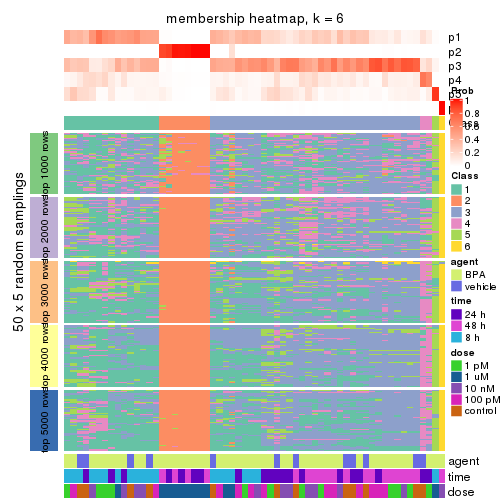 membership heatmap, k = 6
p1
p2
p3
p4
p5
Prob
1
0.8
0.6
0.4
0.2
0
Class
1
2
3
4
5
6
agent
BPA
vehicle
time
24 h
48 h
8 h
dose
1 pM
1 uM
10 nM
100 pM
control
50 x 5 random samplings
top 1000 rows
top 2000 rows
top 3000 rows
top 4000 rows
top 5000 rows
agent
time
dose